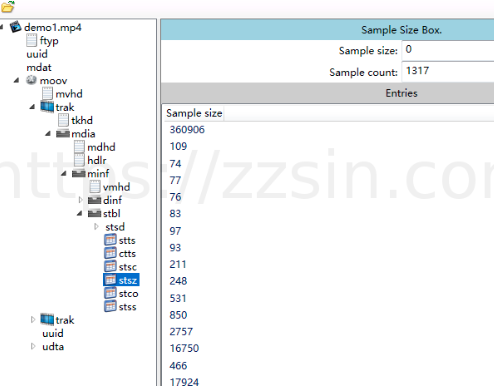 demo1.mp4
ftyp
uuid
mdat
moov
mvhd
trak
tkhd
mdia
mdhd
hdlr
minf
vmhd
dinf
stbl
stsd
stts
ctts
stsc
stsz
stco
stss
trak
uuid
udta
Sample Size Box.
Sample size: 0
Sample count: 1317
Entries
Sample size
360906
109
74
77
76
83
97
93
211
248
531
850
2757
16750
466
17924
https://zzsin.com